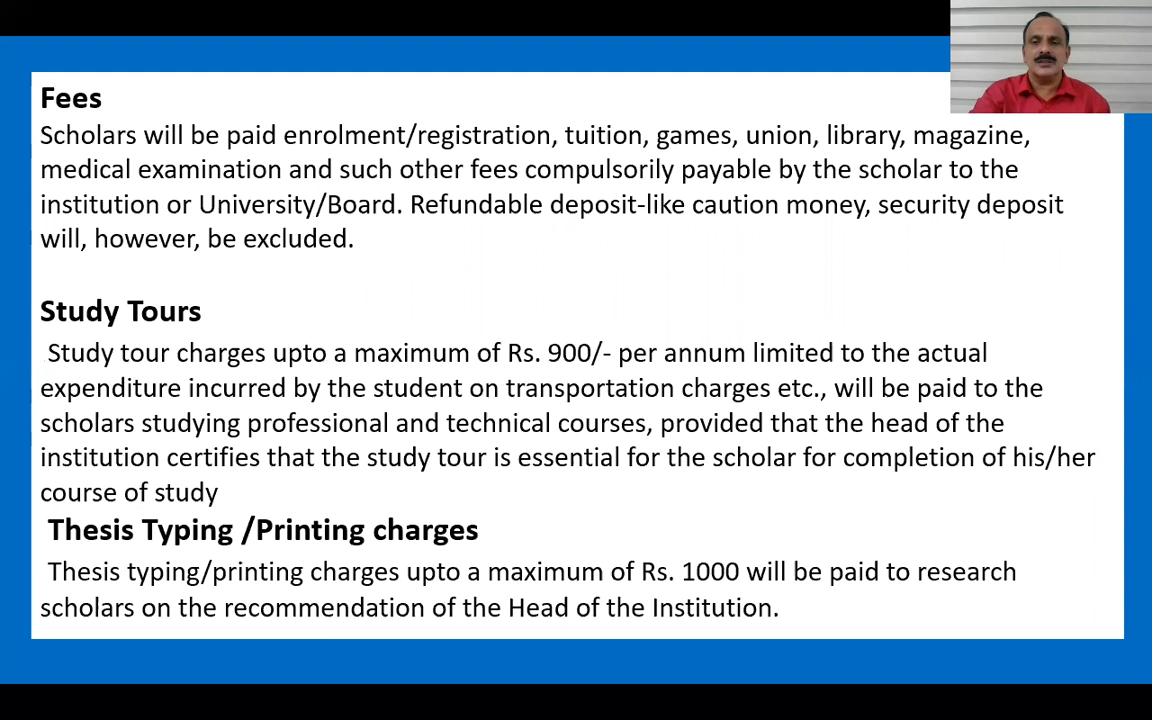 Fees
Scholars will be paid enrolment/registration, tuition, games, union, library, magazine,
medical examination and such other fees compulsorily payable by the scholar to the
institution or University/Board. Refundable deposit-like caution money, security deposit
will, however, be excluded.
Study Tours
Study tour charges upto a maximum of Rs. 900/- per annum limited to the actual
expenditure incurred by the student on transportation charges etc., will be paid to the
scholars studying professional and technical courses, provided that the head of the
institution certifies that the study tour is essential for the scholar for completion of his/her
course of study
Thesis Typing /Printing charges
Thesis typing/printing charges upto a maximum of Rs. 1000 will be paid to research
scholars on the recommendation of the Head of the Institution.